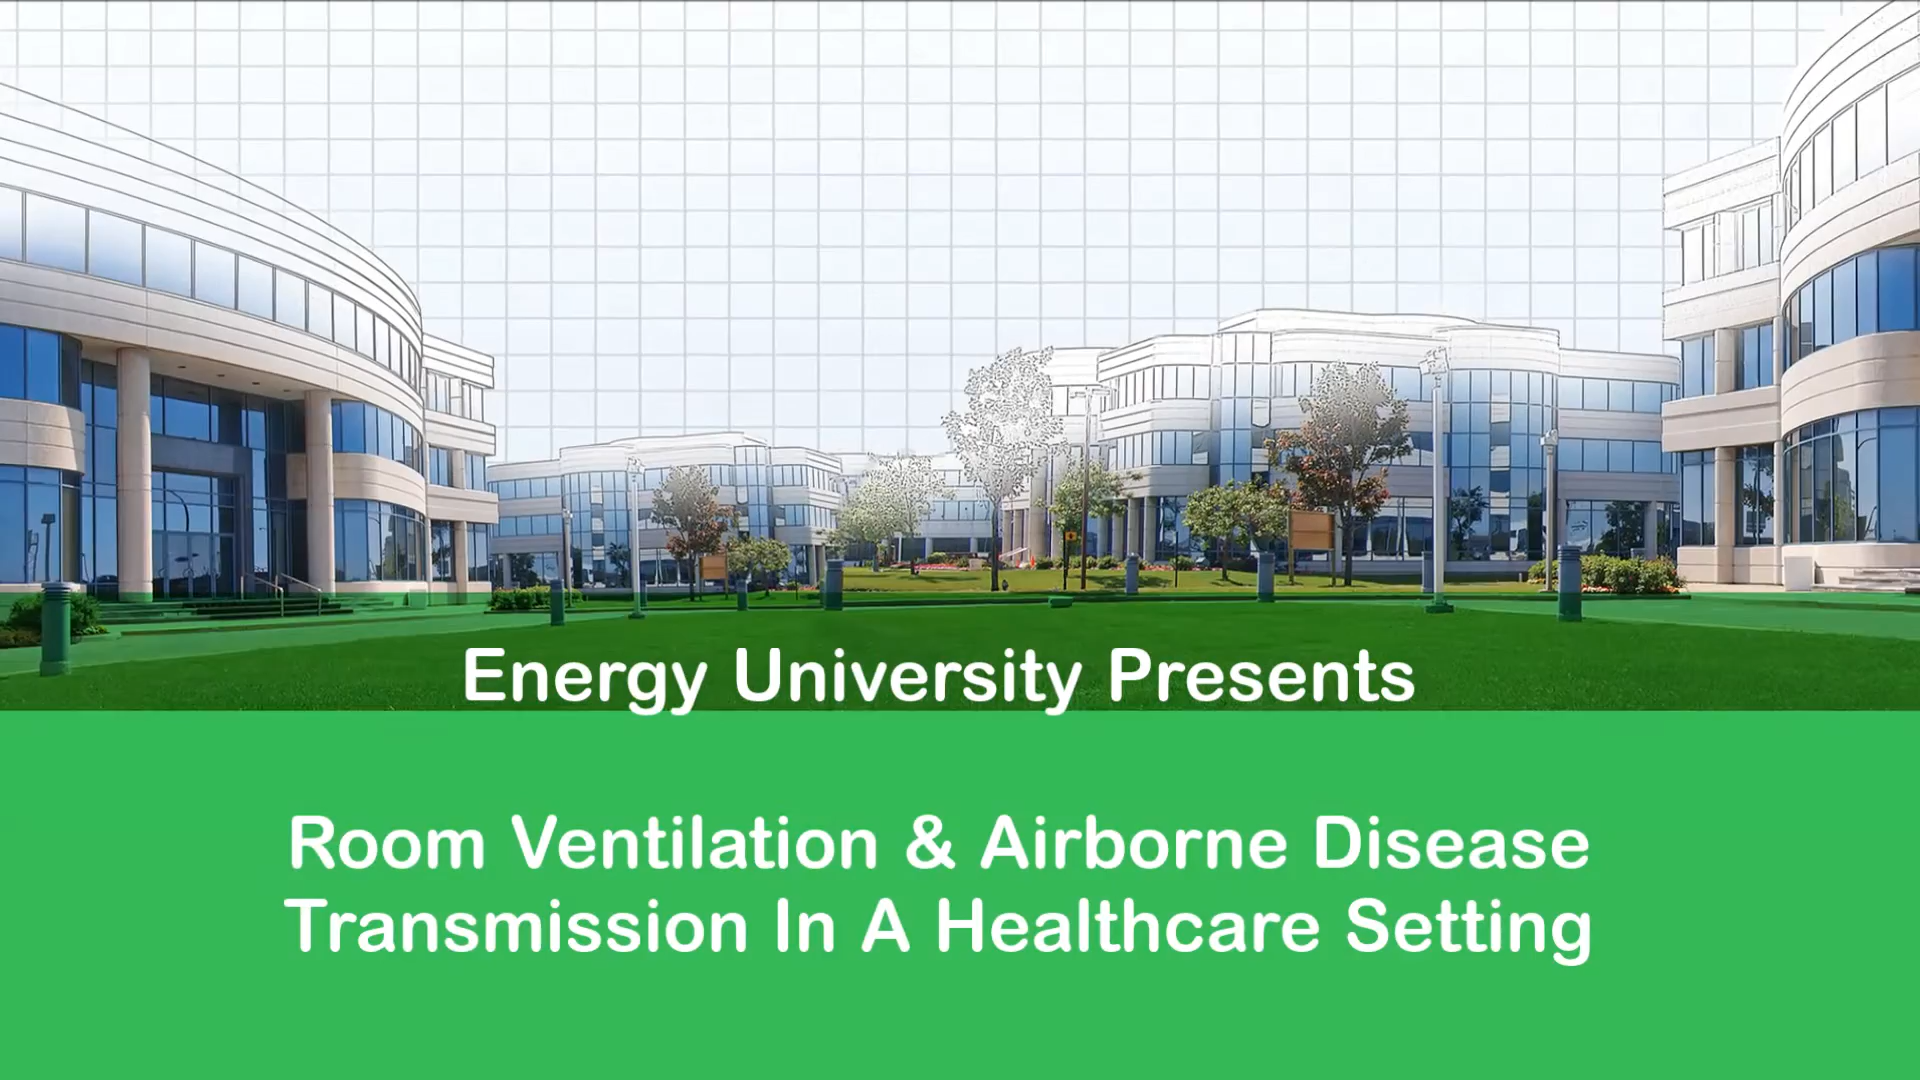 Energy University Presents
Room Ventilation & Airborne Disease
Transmission In A Healthcare Setting